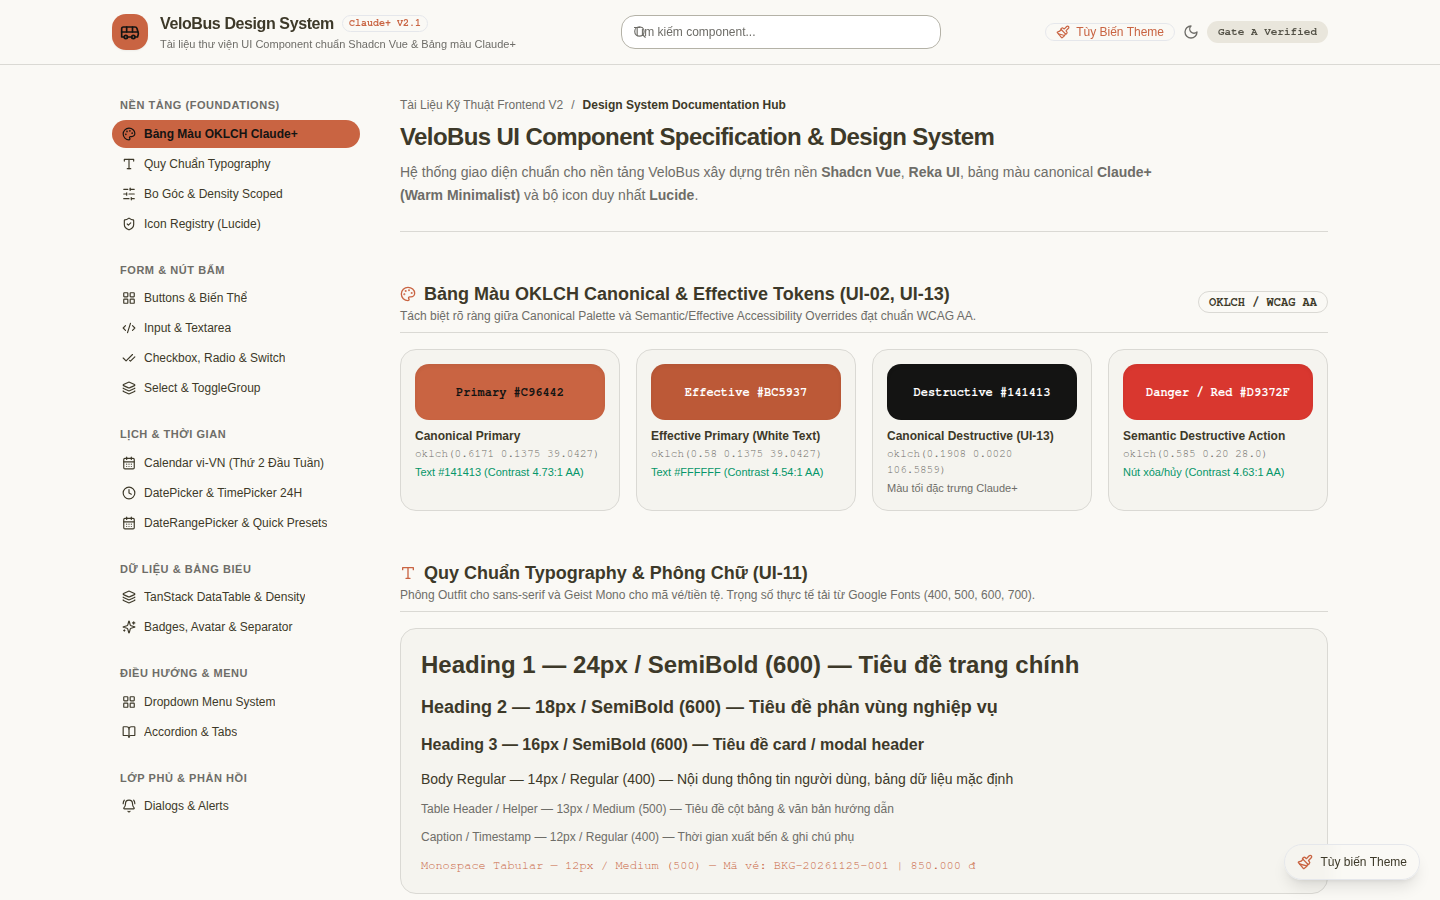 VeloBus Design System
Claude+ V2.1
Tài liệu thư viện UI Component chuẩn Shadcn Vue & Bảng màu Claude+
kiếm component...
Tùy Biến Theme
Gate A Verified
NỀN TẢNG (FOUNDATIONS)
Bảng Màu OKLCH Claude+
Quy Chuẩn Typography
Bo Góc & Density Scoped
Icon Registry (Lucide)
FORM & NÚT BẤM
Buttons & Biến Thể
Input & Textarea
Checkbox, Radio & Switch
Select & ToggleGroup
LỊCH & THỜI GIAN
Calendar vi-VN (Thứ 2 Đầu Tuần)
DatePicker & TimePicker 24H
DateRangePicker & Quick Presets
DỮ LIỆU & BẢNG BIỂU
TanStack DataTable & Density
Badges, Avatar & Separator
ĐIỀU HƯỚNG & MENU
Dropdown Menu System
Accordion & Tabs
LỚP PHỦ & PHẢN HỒI
Dialogs & Alerts
Tài Liệu Kỹ Thuật Frontend V2 / Design System Documentation Hub
VeloBus UI Component Specification & Design System
Hệ thống giao diện chuẩn cho nền tảng VeloBus xây dựng trên nền Shadcn Vue, Reka UI, bảng màu canonical Claude+
(Warm Minimalist) và bộ icon duy nhất Lucide.
Bảng Màu OKLCH Canonical & Effective Tokens (UI-02, UI-13)
Tách biệt rõ ràng giữa Canonical Palette và Semantic/Effective Accessibility Overrides đạt chuẩn WCAG AA.
OKLCH / WCAG AA
Primary #C96442
Canonical Primary
oklch(0.6171 0.1375 39.0427)
Text #141413 (Contrast 4.73:1 AA)
Effective #BC5937
Effective Primary (White Text)
oklch(0.58 0.1375 39.0427)
Text #FFFFFF (Contrast 4.54:1 AA)
Destructive #141413
Canonical Destructive (UI-13)
oklch(0.1908 0.0020
106.5859)
Màu tối đặc trưng Claude+
Danger / Red #D9372F
Semantic Destructive Action
oklch(0.585 0.20 28.0)
Nút xóa/hủy (Contrast 4.63:1 AA)
Quy Chuẩn Typography & Phông Chữ (UI-11)
Phông Outfit cho sans-serif và Geist Mono cho mã vé/tiền tệ. Trọng số thực tế tải từ Google Fonts (400, 500, 600, 700).
Heading 1 — 24px / SemiBold (600) — Tiêu đề trang chính
Heading 2 — 18px / SemiBold (600) — Tiêu đề phân vùng nghiệp vụ
Heading 3 — 16px / SemiBold (600) — Tiêu đề card / modal header
Body Regular — 14px / Regular (400) — Nội dung thông tin người dùng, bảng dữ liệu mặc định
Table Header / Helper — 13px / Medium (500) — Tiêu đề cột bảng & văn bản hướng dẫn
Caption / Timestamp — 12px / Regular (400) — Thời gian xuất bến & ghi chú phụ
Monospace Tabular — 12px / Medium (500) — Mã vé: BKG-20261125-001 | 850.000 đ
Tùy biến Theme